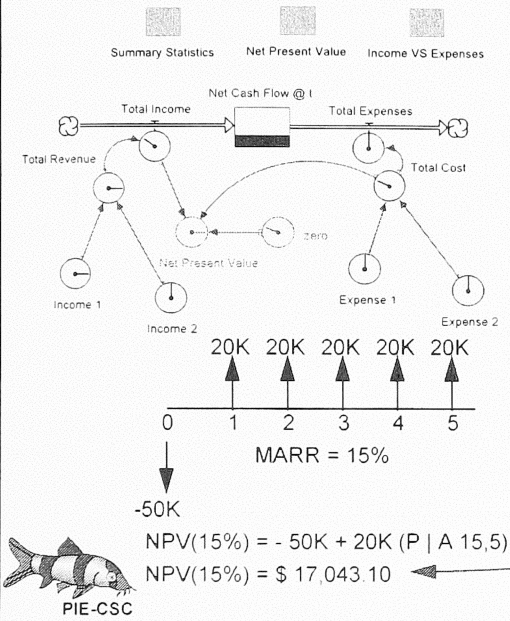 Summary Statistics
Net Present Value
Income VS Expenses
Net Cash Flow @ t
Total Income
Total Expenses
Total Revenue
Total Cost
zero
Net Present Value
Income 1
Income 2
Expense 1
Expense 2
20K 20K 20K 20K 20K
0 1 2 3 4 5
MARR = 15%
-50K
NPV(15%) = - 50K + 20K (P | A 15,5)
NPV(15%) = $ 17,043.10
PIE-CSC